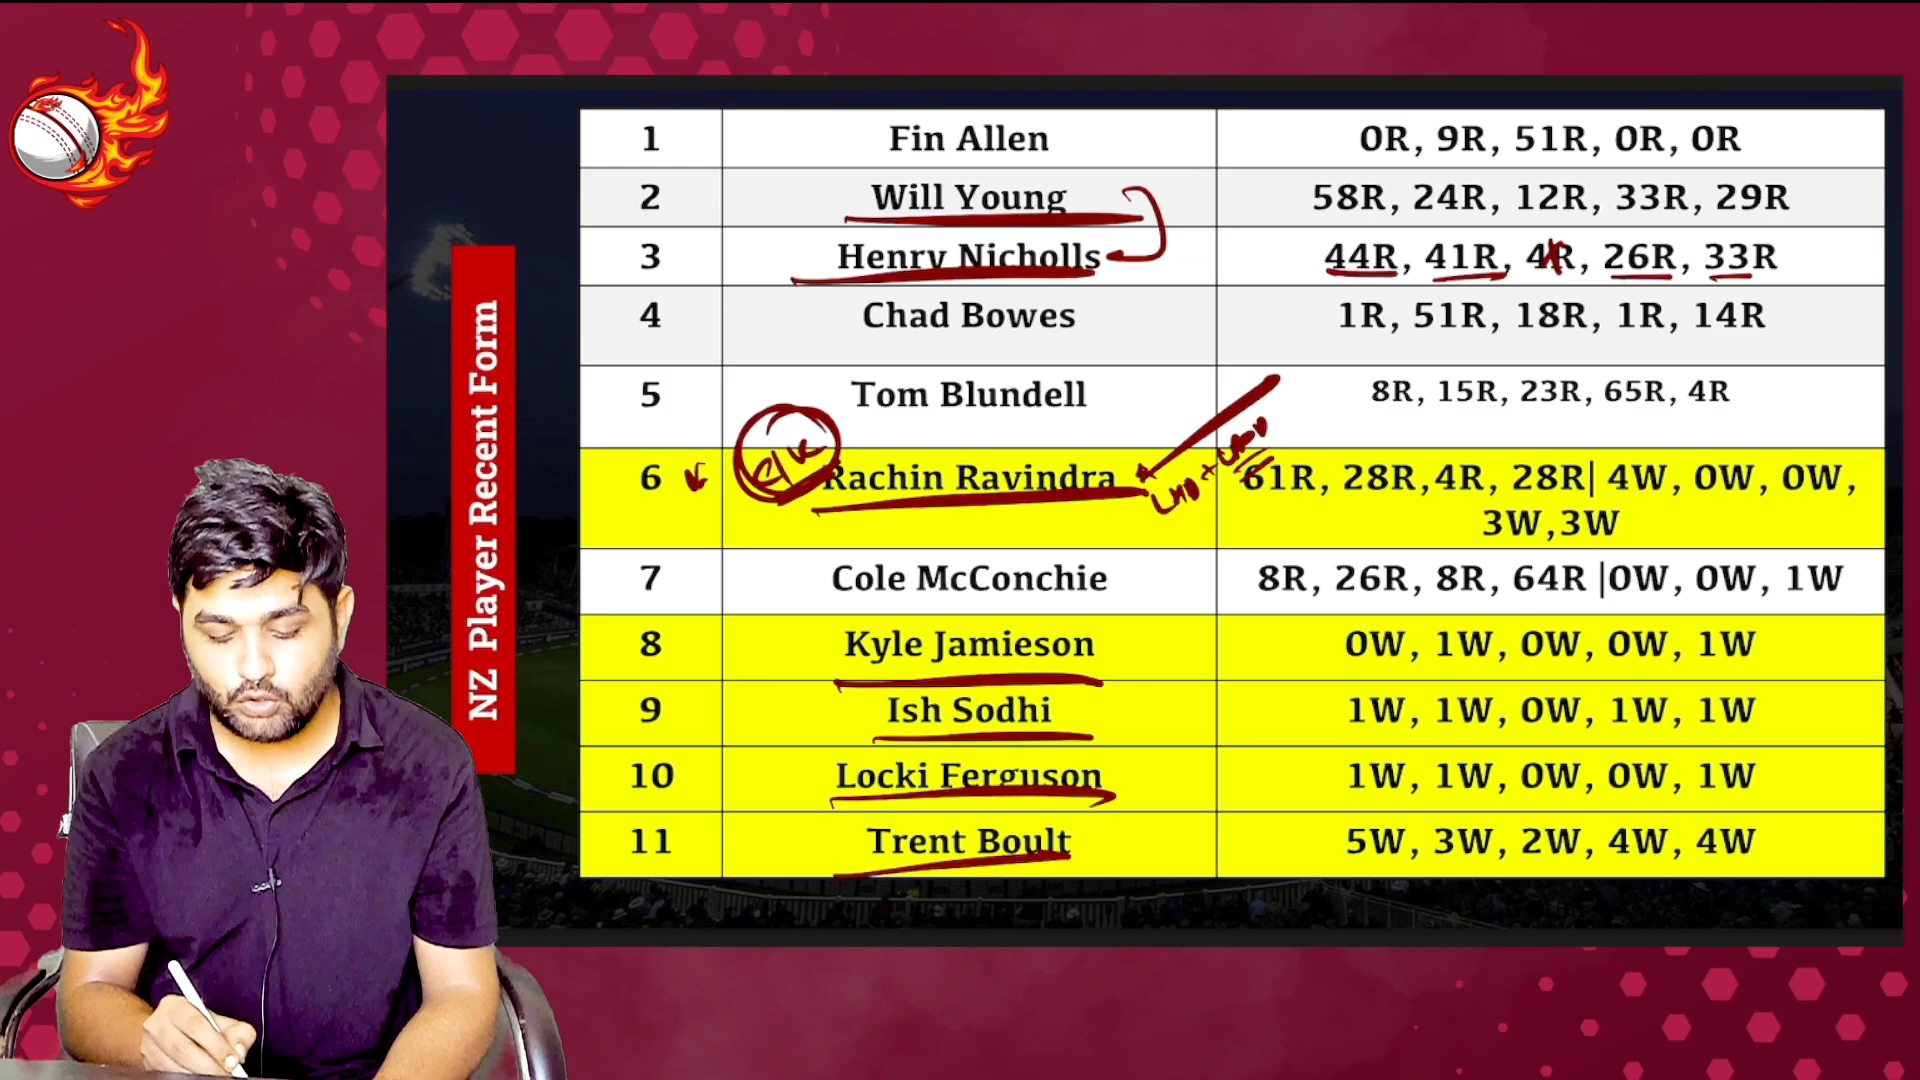 NZ Player Recent Form
1 Fin Allen 0R, 9R, 51R, 0R, 0R
2 Will Young 58R, 24R, 12R, 33R, 29R
3 Henry Nicholls 44R, 41R, 4R, 26R, 33R
4 Chad Bowes 1R, 51R, 18R, 1R, 14R
5 Tom Blundell 8R, 15R, 23R, 65R, 4R
6 Rachin Ravindra 61R, 28R,4R, 28R| 4W, 0W, 0W,
3W,3W
7 Cole McConchie 8R, 26R, 8R, 64R |0W, 0W, 1W
8 Kyle Jamieson 0W, 1W, 0W, 0W, 1W
9 Ish Sodhi 1W, 1W, 0W, 1W, 1W
10 Locki Ferguson 1W, 1W, 0W, 0W, 1W
11 Trent Boult 5W, 3W, 2W, 4W, 4W